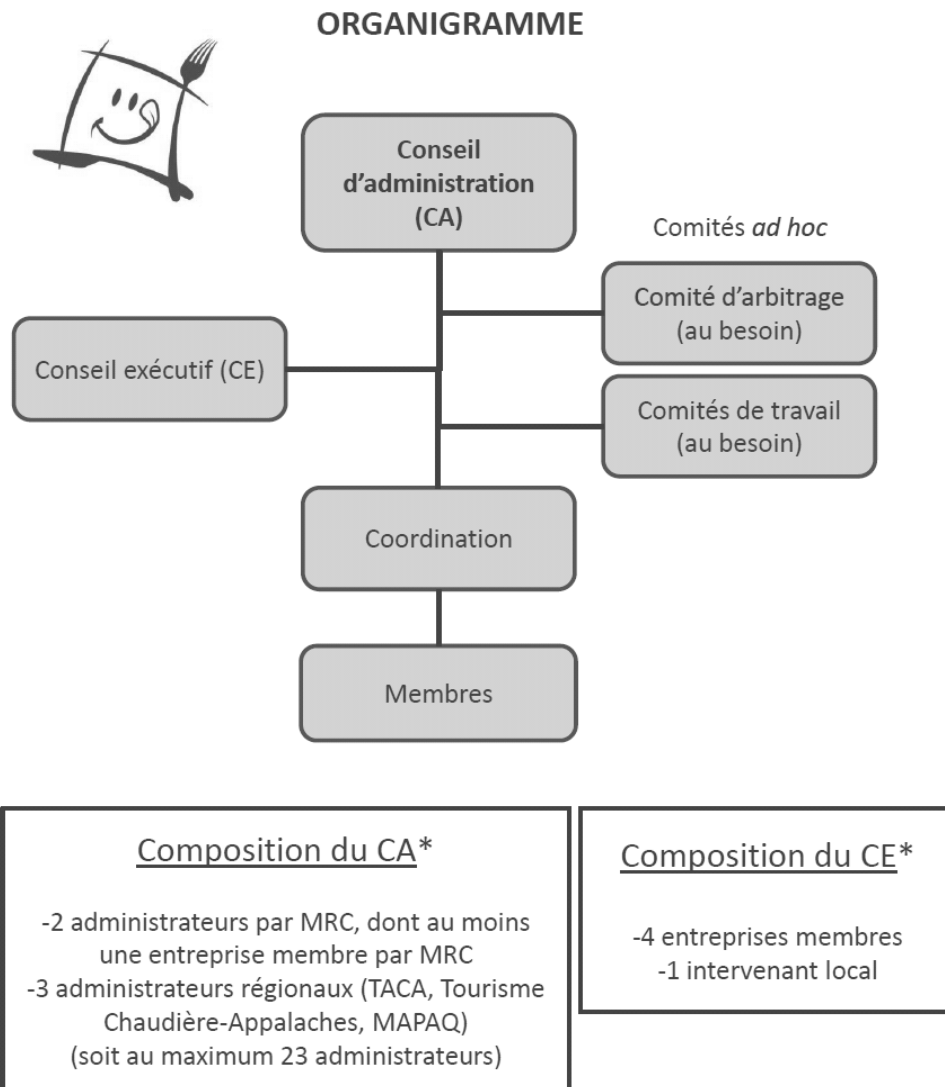 ORGANIGRAMME
Conseil
d’administration
(CA)
Comités ad hoc
Comité d’arbitrage
(au besoin)
Conseil exécutif (CE)
Comités de travail
(au besoin)
Coordination
Membres
Composition du CA*
-2 administrateurs par MRC, dont au moins
une entreprise membre par MRC
-3 administrateurs régionaux (TACA, Tourisme
Chaudière-Appalaches, MAPAQ)
(soit au maximum 23 administrateurs)
Composition du CE*
-4 entreprises membres
-1 intervenant local